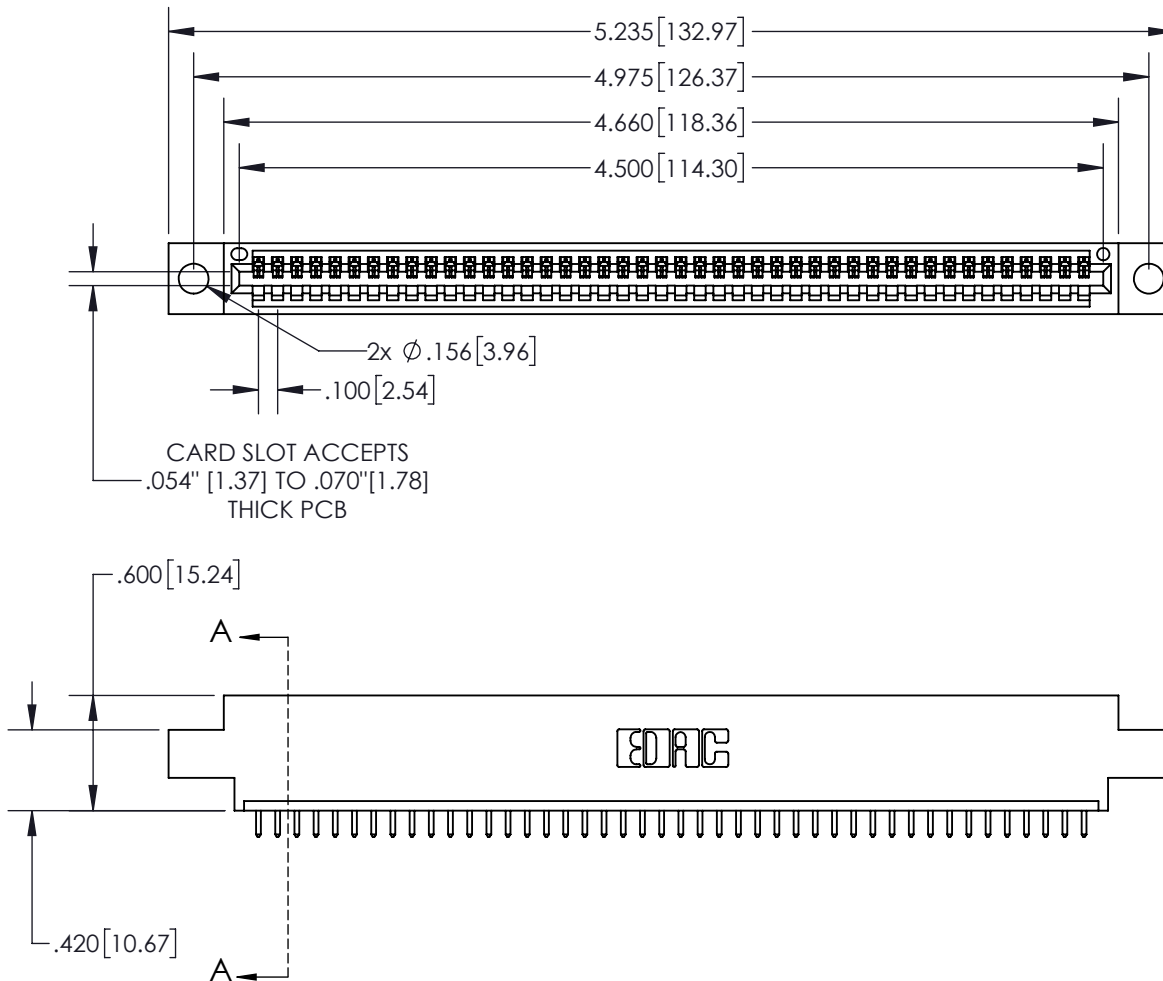 5.235[132.97]
4.975[126.37]
4.660[118.36]
4.500[114.30]
2x Ø.156[3.96]
.100[2.54]
CARD SLOT ACCEPTS
.054" [1.37] TO .070"[1.78]
THICK PCB
.600[15.24]
A
EDAC
.420[10.67]
A